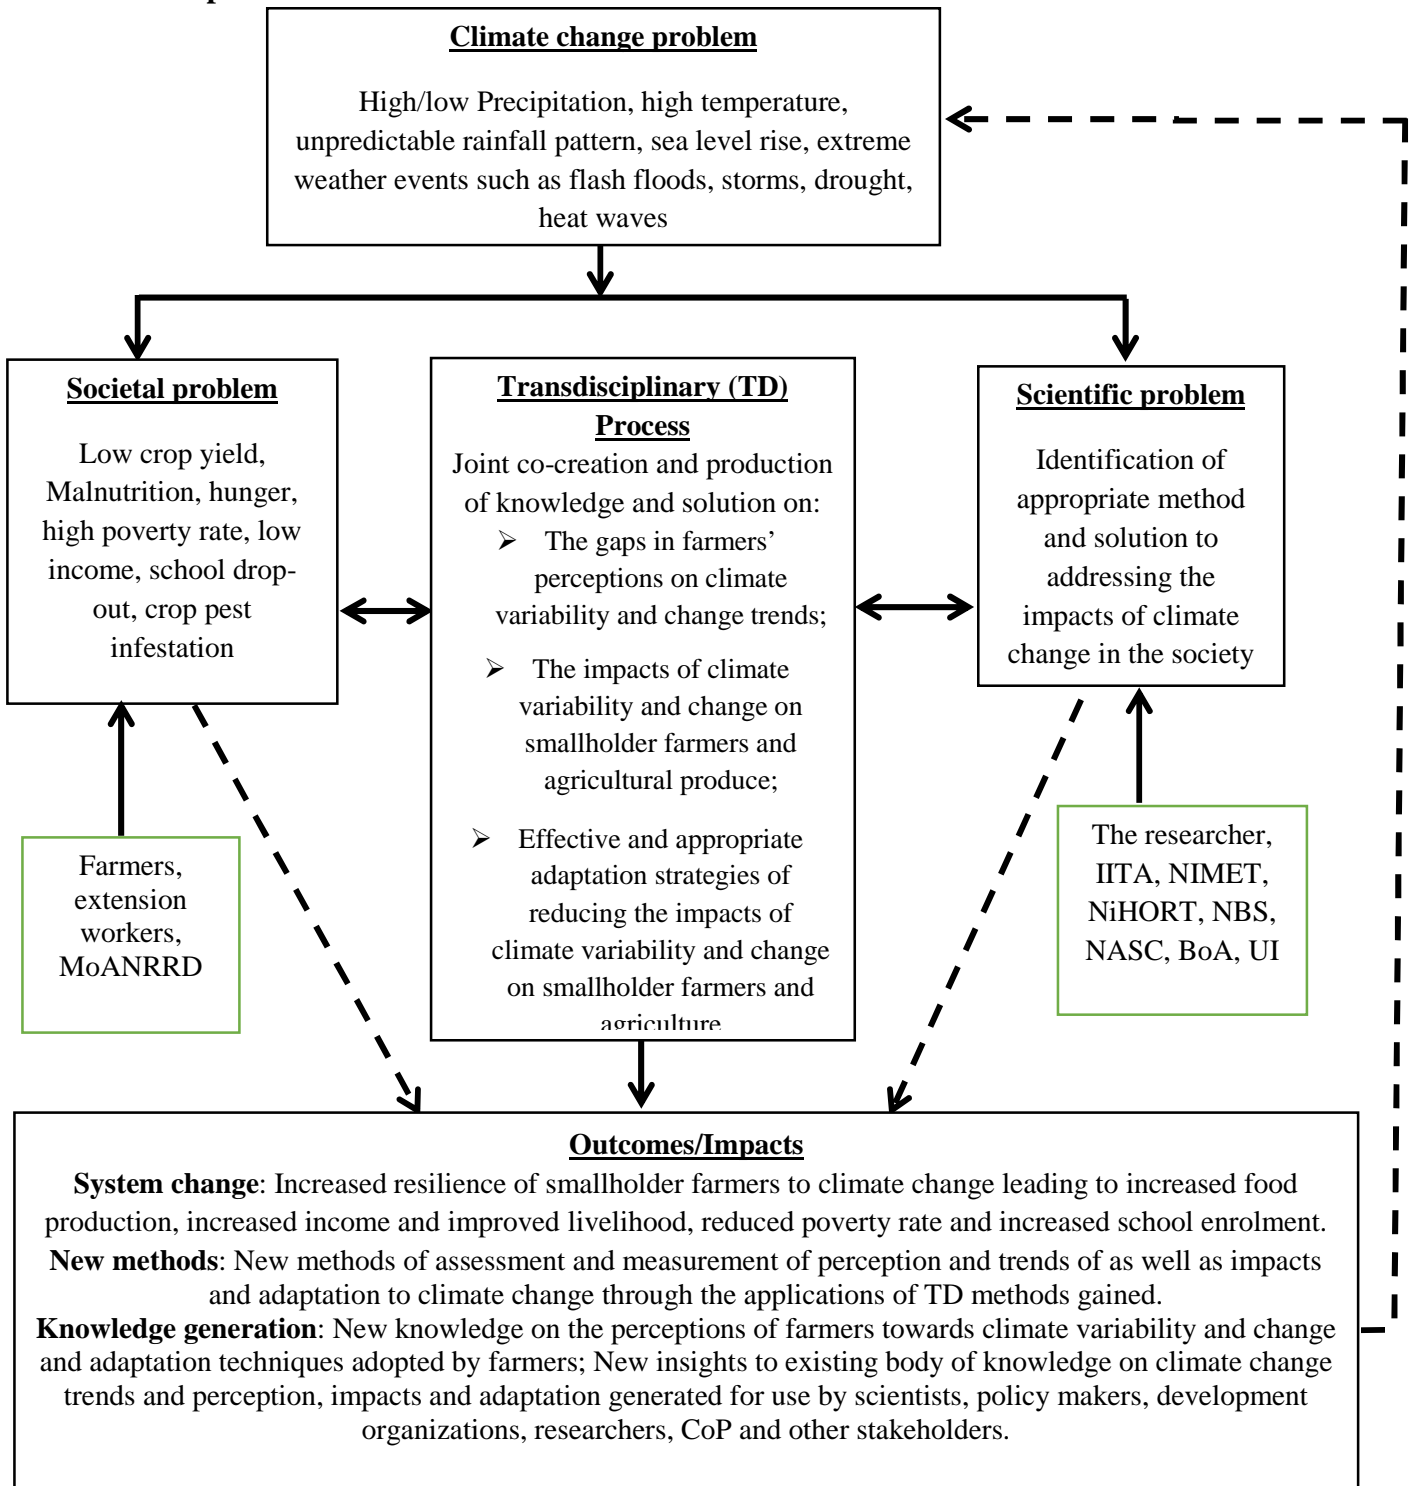 Climate change problem
High/low Precipitation, high temperature,
unpredictable rainfall pattern, sea level rise, extreme
weather events such as flash floods, storms, drought,
heat waves
Societal problem
Low crop yield,
Malnutrition, hunger,
high poverty rate, low
income, school drop-
out, crop pest
infestation
Transdisciplinary (TD)
Process
Joint co-creation and production
of knowledge and solution on:
➢ The gaps in farmers’
perceptions on climate
variability and change trends;
➢ The impacts of climate
variability and change on
smallholder farmers and
agricultural produce;
➢ Effective and appropriate
adaptation strategies of
reducing the impacts of
climate variability and change
on smallholder farmers and
agriculture
Scientific problem
Identification of
appropriate method
and solution to
addressing the
impacts of climate
change in the society
Farmers,
extension
workers,
MoANRRD
The researcher,
IITA, NIMET,
NiHORT, NBS,
NASC, BoA, UI
Outcomes/Impacts
System change: Increased resilience of smallholder farmers to climate change leading to increased food
production, increased income and improved livelihood, reduced poverty rate and increased school enrolment.
New methods: New methods of assessment and measurement of perception and trends of as well as impacts
and adaptation to climate change through the applications of TD methods gained.
Knowledge generation: New knowledge on the perceptions of farmers towards climate variability and change
and adaptation techniques adopted by farmers; New insights to existing body of knowledge on climate change
trends and perception, impacts and adaptation generated for use by scientists, policy makers, development
organizations, researchers, CoP and other stakeholders.